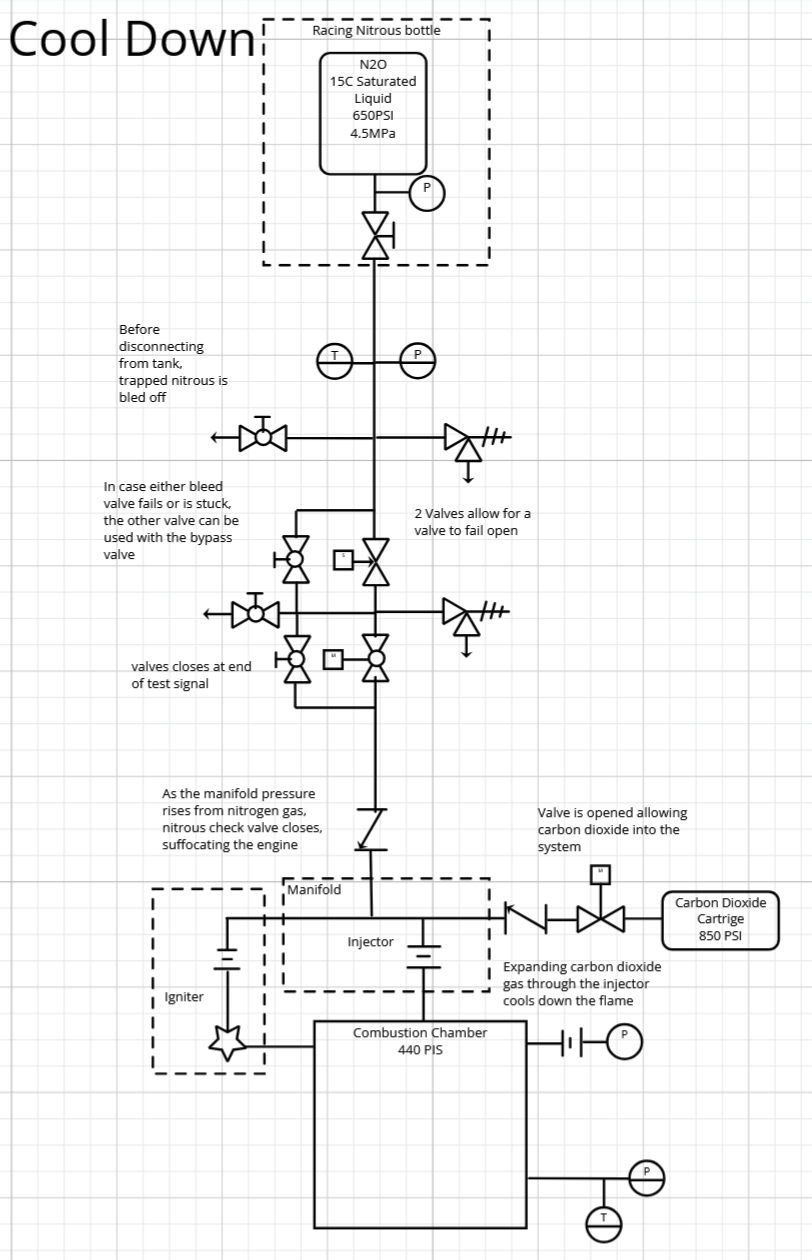 Cool Down
Racing Nitrous bottle
N2O
15C Saturated
Liquid
650PSI
4.5MPa
P
Before
disconnecting
from tank,
trapped nitrous is
bled off
T
P
In case either bleed
valve fails or is stuck,
the other valve can be
used with the bypass
valve
2 Valves allow for a
valve to fail open
valves closes at end
of test signal
As the manifold pressure
rises from nitrogen gas,
nitrous check valve closes,
suffocating the engine
Valve is opened allowing
carbon dioxide into the
system
Manifold
Carbon Dioxide
Cartrige
850 PSI
Injector
Expanding carbon dioxide
gas through the injector
cools down the flame
Igniter
Combustion Chamber
440 PIS
P
P
T